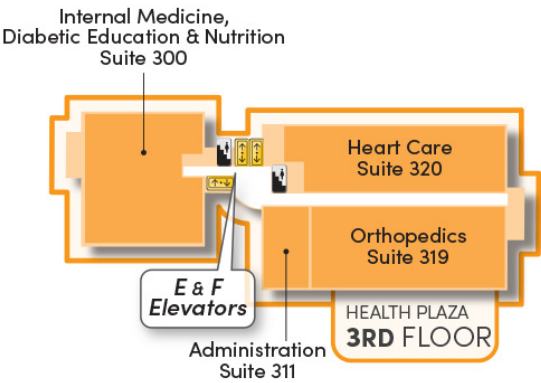 Internal Medicine,
Diabetic Education & Nutrition
Suite 300
Heart Care
Suite 320
Orthopedics
Suite 319
E & F
Elevators
HEALTH PLAZA
3RD FLOOR
Administration
Suite 311